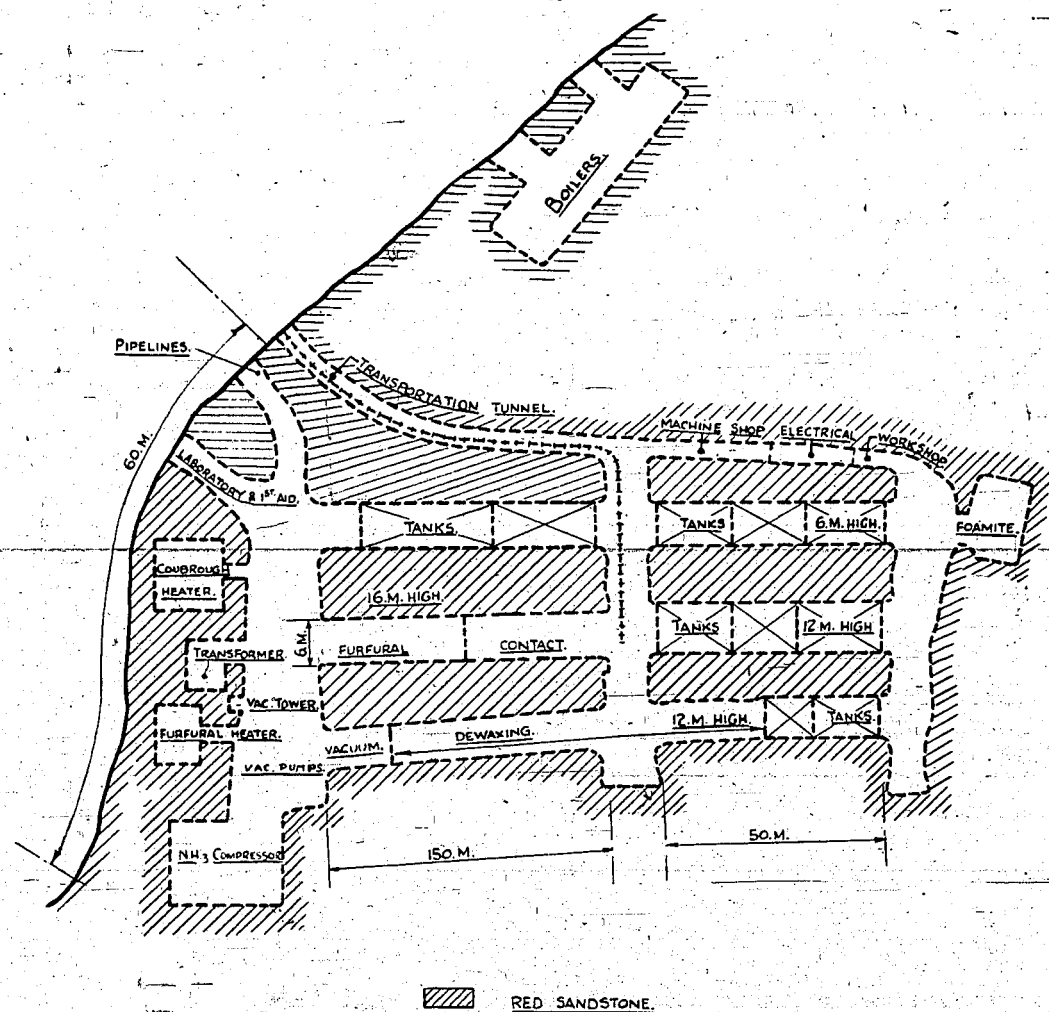 BOILERS.
PIPELINES.
TRANSPORTATION TUNNEL.
60.M.
MACHINE SHOP
ELECTRICAL
WORKSHOP
LABORATORY & 1ST AID.
TANKS.
TANKS
6.M. HIGH.
FOAMITE.
COUBROUGH
HEATER.
16.M. HIGH.
6.M.
FURFURAL
CONTACT.
TANKS
12.M. HIGH
TRANSFORMER.
VAC. TOWER.
FURFURAL HEATER.
VACUUM.
DEWAXING.
12.M. HIGH.
TANKS.
VAC. PUMPS.
N.H.3 COMPRESSOR
150.M.
50.M.
RED SANDSTONE.